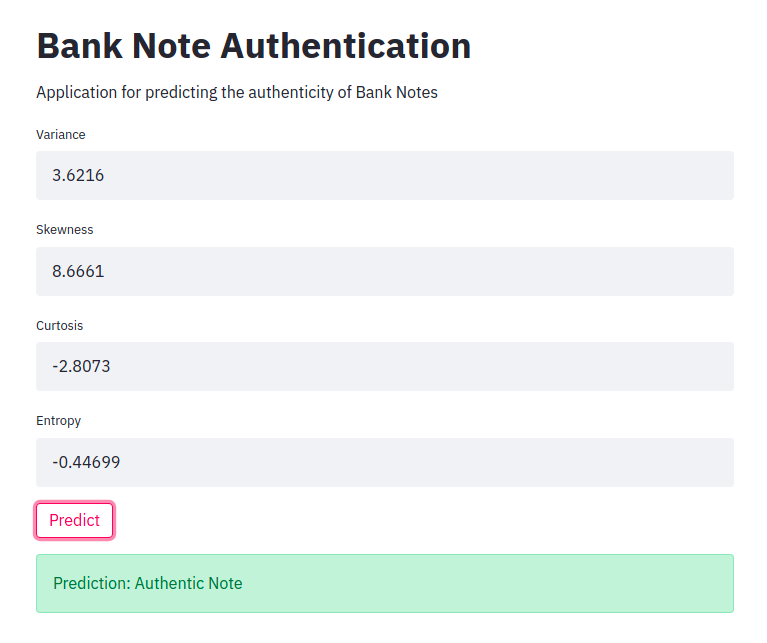 Bank Note Authentication
Application for predicting the authenticity of Bank Notes
Variance
3.6216
Skewness
8.6661
Curtosis
-2.8073
Entropy
-0.44699
Predict
Prediction: Authentic Note